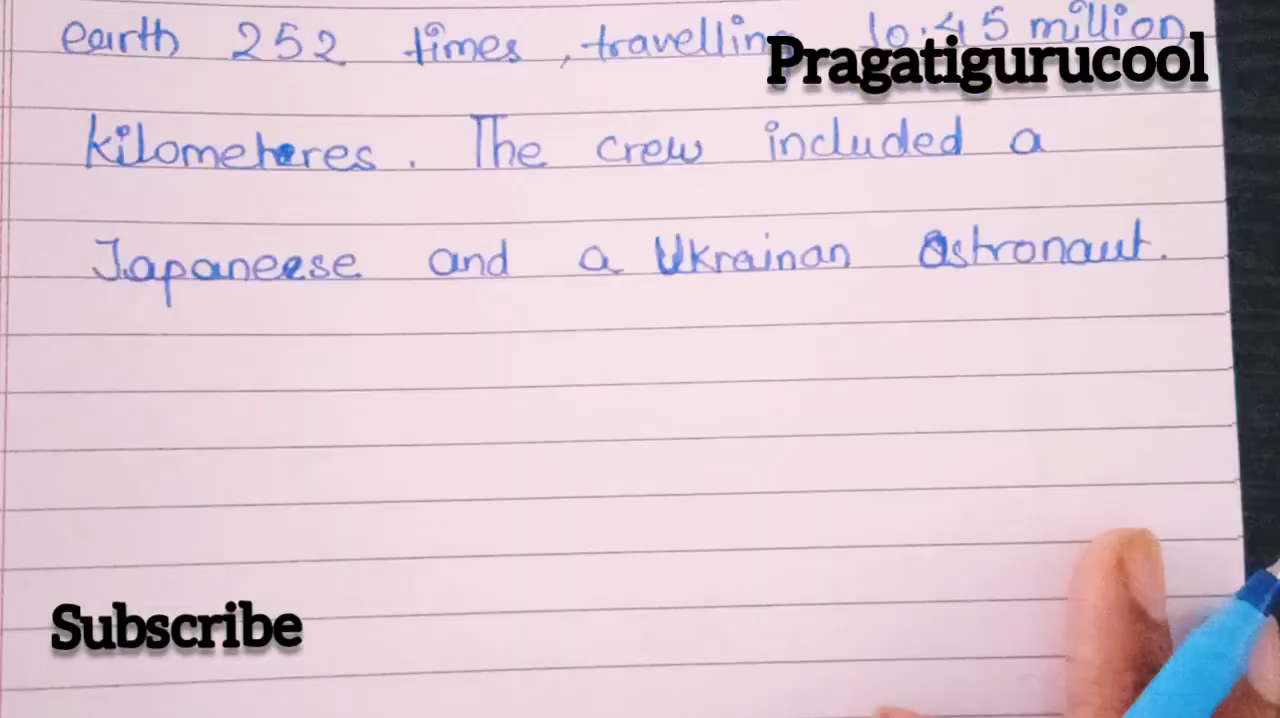 earth 252 times, travelling 10.45 million
Pragatigurucool
kilometeres. The crew included a
Japaneese and a Ukrainan Astronaut.
Subscribe